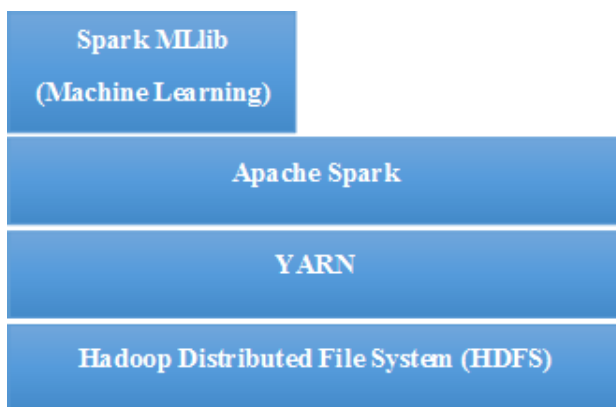 Spark MLlib
(Machine Learning)
Apache Spark
YARN
Hadoop Distributed File System (HDFS)